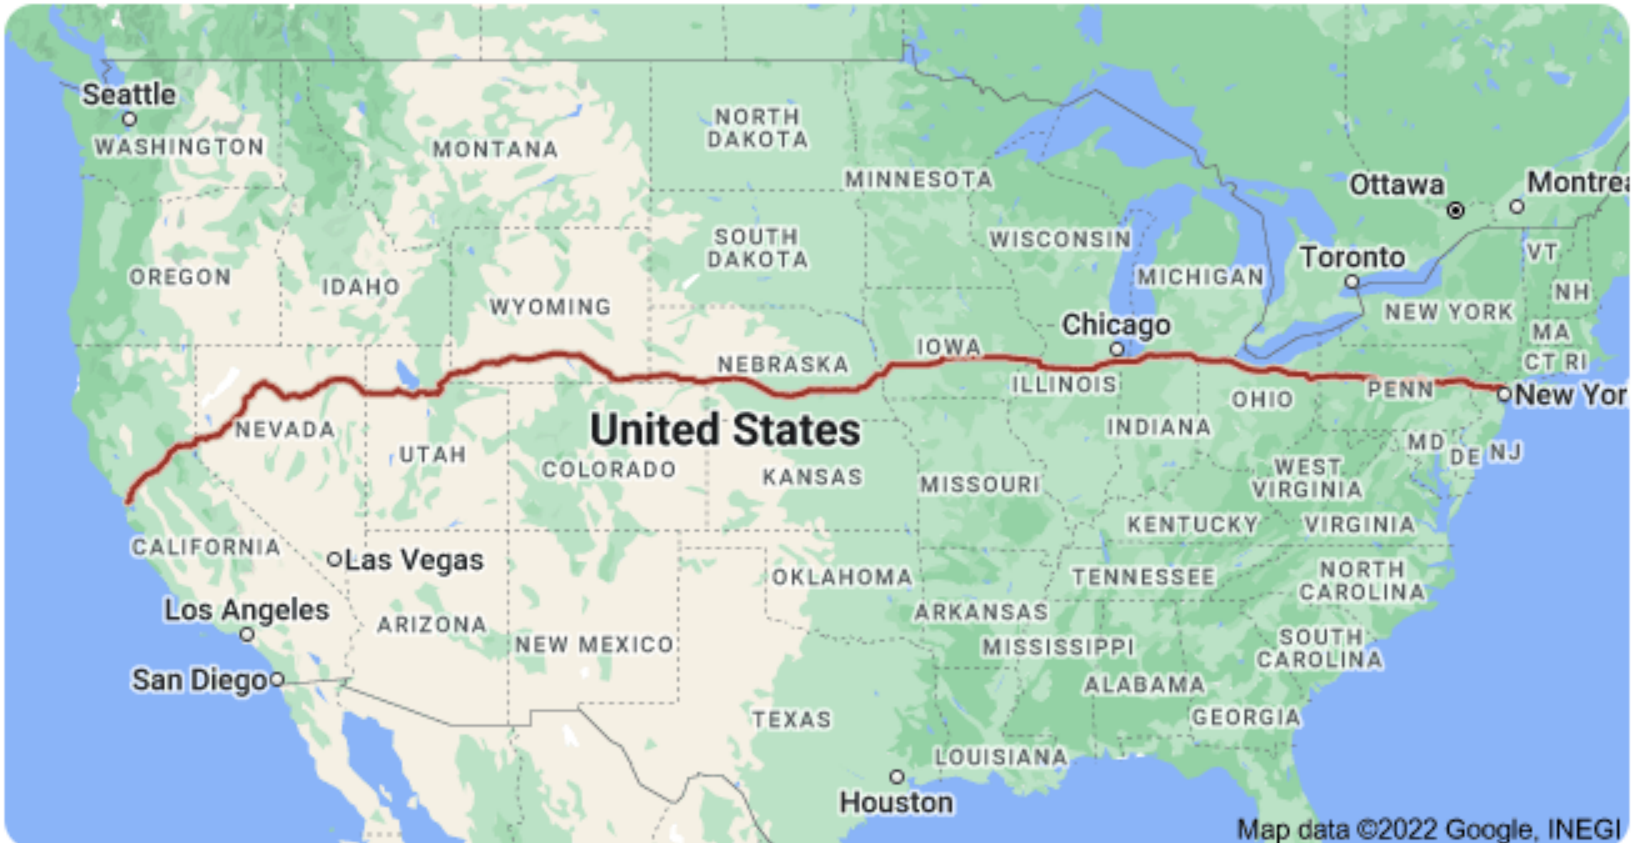 Seattle
WASHINGTON
MONTANA
NORTH
DAKOTA
MINNESOTA
Ottawa
Montrea
OREGON
IDAHO
WYOMING
SOUTH
DAKOTA
WISCONSIN
MICHIGAN
Toronto
VT
NH
NEW YORK
MA
CT RI
Chicago
IOWA
NEBRASKA
ILLINOIS
OHIO
PENN
New Yor
NEVADA
UTAH
United States
COLORADO
KANSAS
MISSOURI
INDIANA
WEST
VIRGINIA
MD
DE
NJ
KENTUCKY
VIRGINIA
CALIFORNIA
Las Vegas
Los Angeles
ARIZONA
NEW MEXICO
OKLAHOMA
ARKANSAS
TENNESSEE
NORTH
CAROLINA
MISSISSIPPI
SOUTH
CAROLINA
San Diego
ALABAMA
GEORGIA
TEXAS
LOUISIANA
Houston
Map data ©2022 Google, INEGI